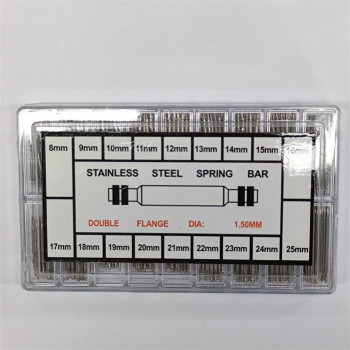 8mm 9mm 10mm 11mm 12mm 13mm 14mm 15mm 16mm
STAINLESS STEEL SPRING BAR
DOUBLE FLANGE DIA: 1.50MM
17mm 18mm 19mm 20mm 21mm 22mm 23mm 24mm 25mm